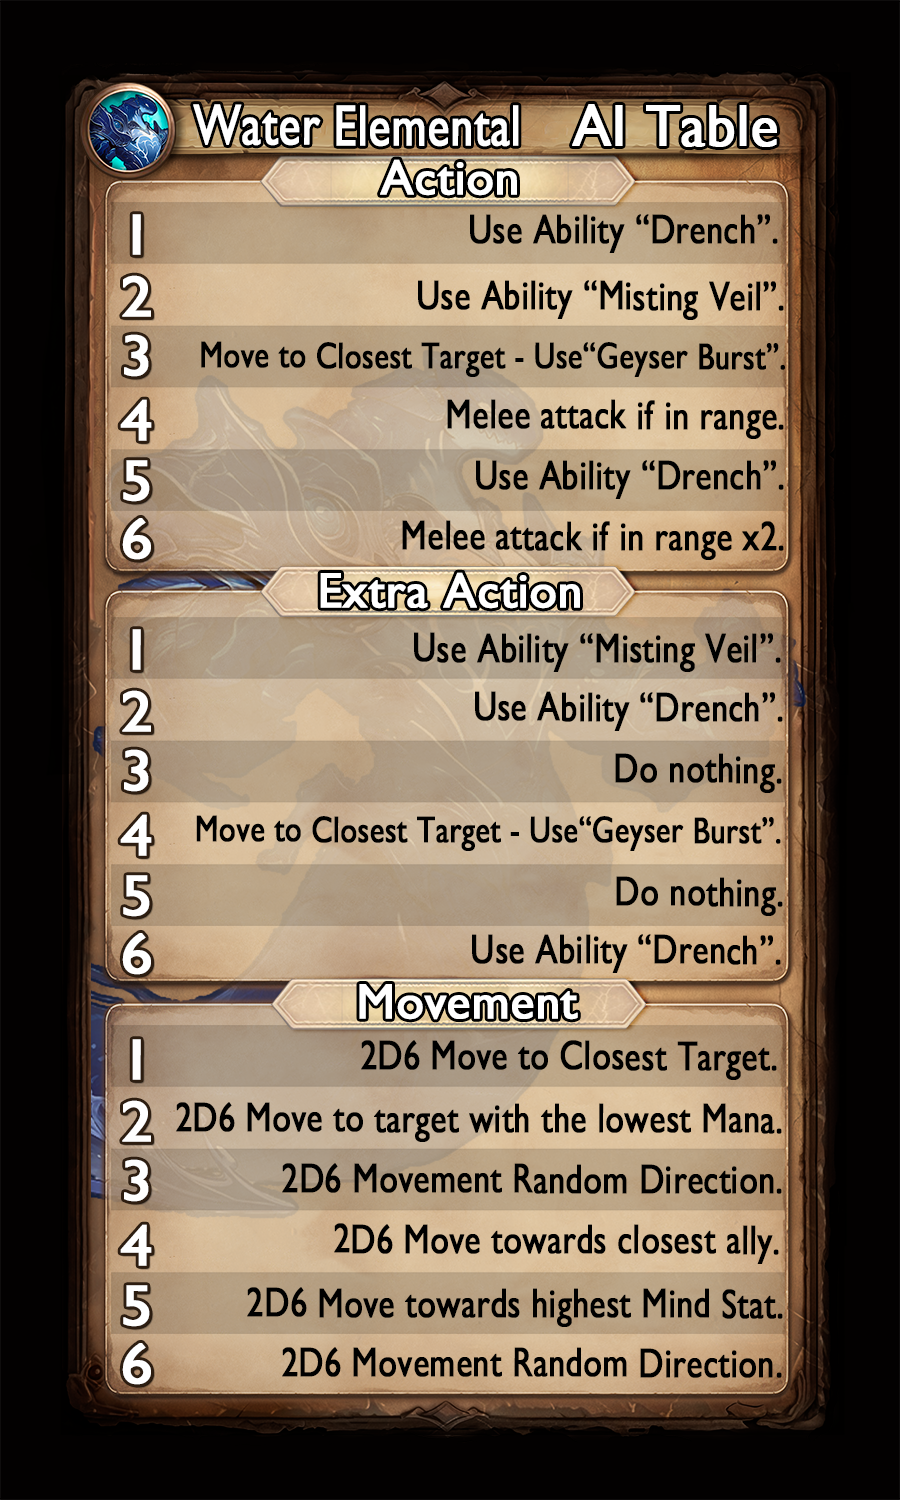 Water Elemental AI Table
Action
1 Use Ability “Drench”.
2 Use Ability “Misting Veil”.
3 Move to Closest Target - Use“Geyser Burst”.
4 Melee attack if in range.
5 Use Ability “Drench”.
6 Melee attack if in range x2.
Extra Action
1 Use Ability “Misting Veil”.
2 Use Ability “Drench”.
3 Do nothing.
4 Move to Closest Target - Use“Geyser Burst”.
5 Do nothing.
6 Use Ability “Drench”.
Movement
1 2D6 Move to Closest Target.
2 2D6 Move to target with the lowest Mana.
3 2D6 Movement Random Direction.
4 2D6 Move towards closest ally.
5 2D6 Move towards highest Mind Stat.
6 2D6 Movement Random Direction.